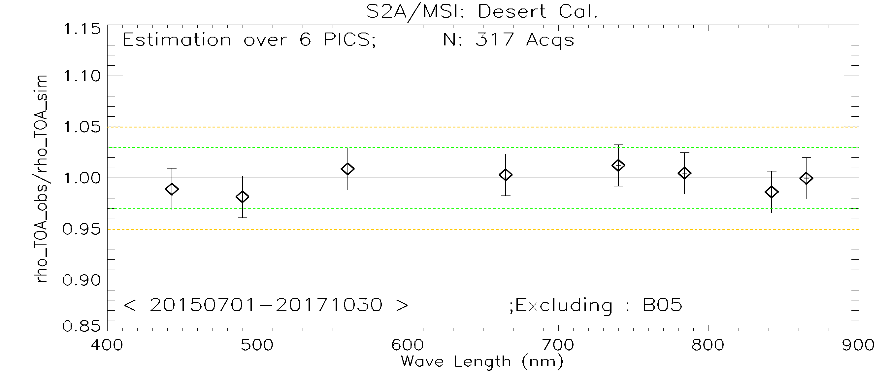 S2A/MSI: Desert Cal.
Estimation over 6 PICS; N: 317 Acqs
rho_TOA_obs/rho_TOA_sim
1.15
1.10
1.05
1.00
0.95
0.90
0.85
< 20150701-20171030 > ;Excluding : B05
400 500 600 700 800 900
Wave Length (nm)